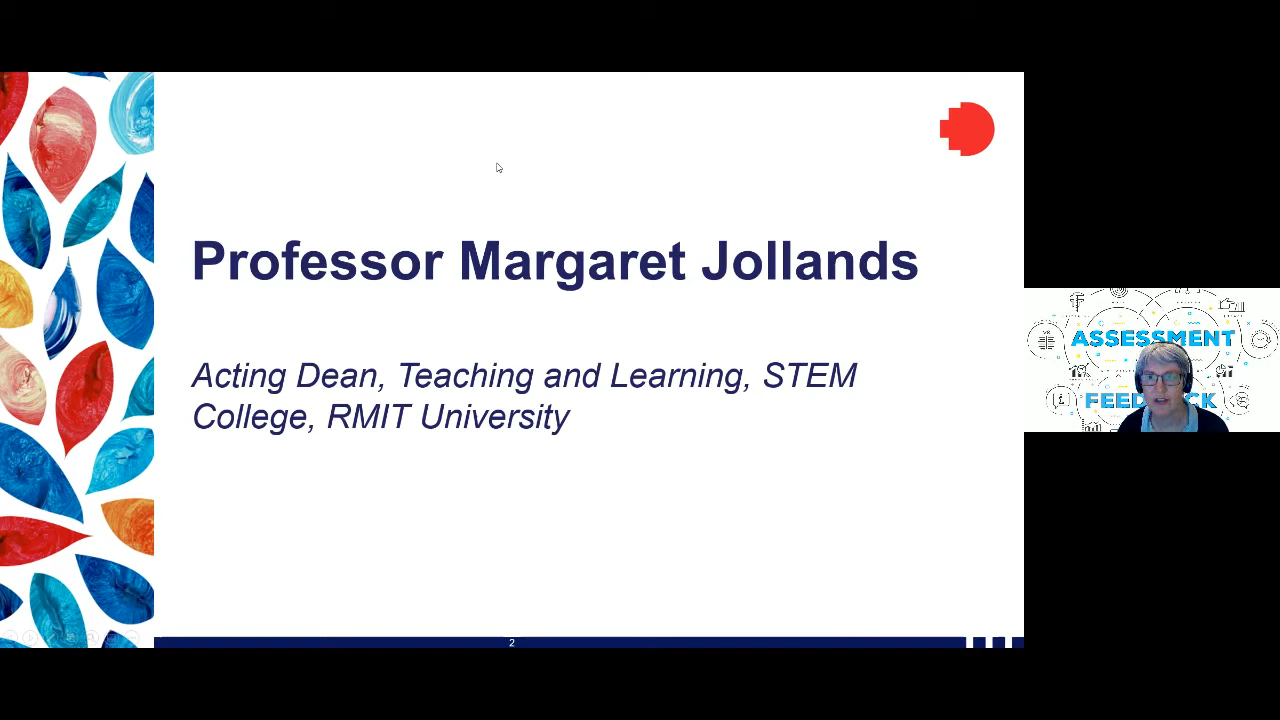 Professor Margaret Jollands
Acting Dean, Teaching and Learning, STEM
College, RMIT University
2
ASSESSMENT